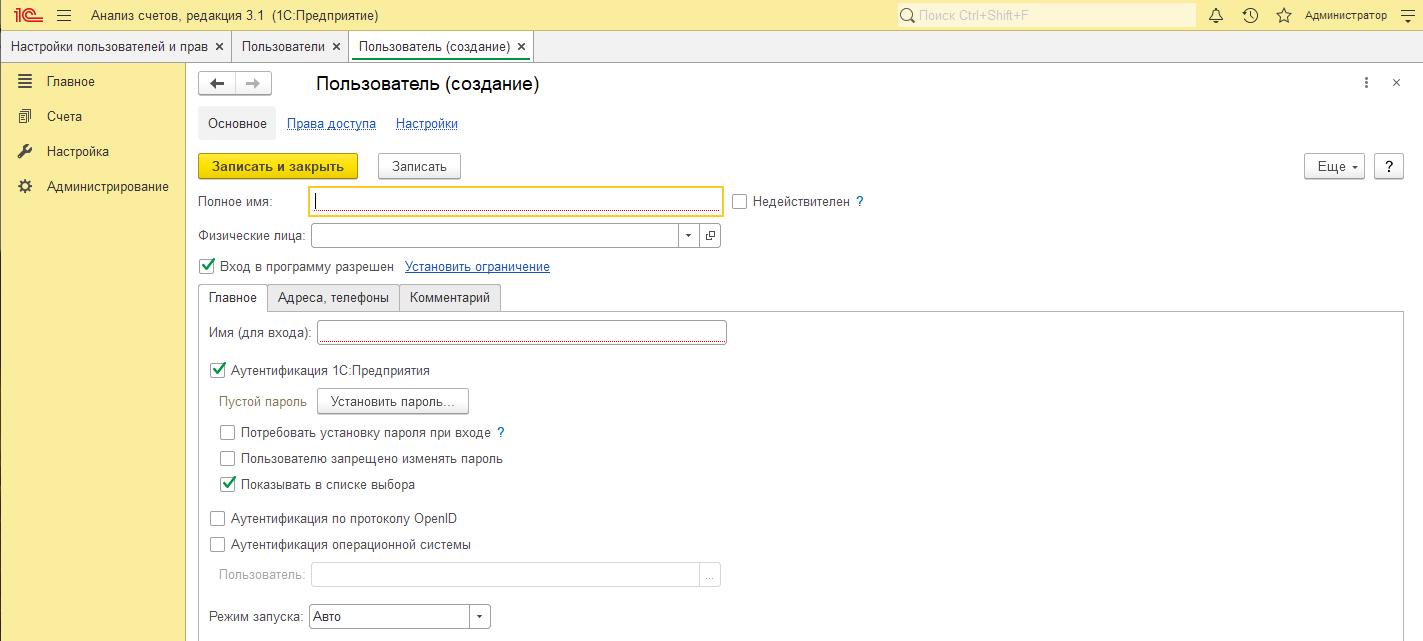 1С Анализ счетов, редакция 3.1 (1С:Предприятие) Поиск Ctrl+Shift+F Администратор
Настройки пользователей и прав × Пользователи × Пользователь (создание) ×
Главное
Счета
Настройка
Администрирование
Пользователь (создание)
Основное Права доступа Настройки
Записать и закрыть Записать Еще ?
Полное имя: Недействителен ?
Физические лица:
Вход в программу разрешен Установить ограничение
Главное Адреса, телефоны Комментарий
Имя (для входа):
Аутентификация 1С:Предприятия
Пустой пароль Установить пароль...
Потребовать установку пароля при входе ?
Пользователю запрещено изменять пароль
Показывать в списке выбора
Аутентификация по протоколу OpenID
Аутентификация операционной системы
Пользователь: ...
Режим запуска: Авто